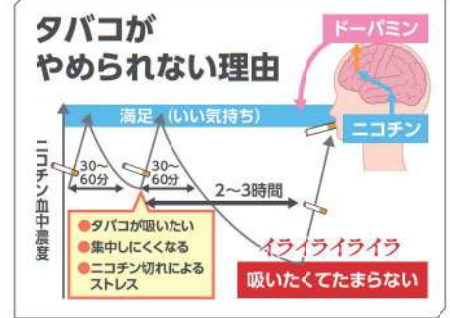 タバコが
やめられない理由
ドーパミン
ニコチン
満足（いい気持ち）
ニコチン血中濃度
30～
60分
30～
60分
2～3時間
●タバコが吸いたい
●集中しにくくなる
●ニコチン切れによる
ストレス
イライライライラ
吸いたくてたまらない